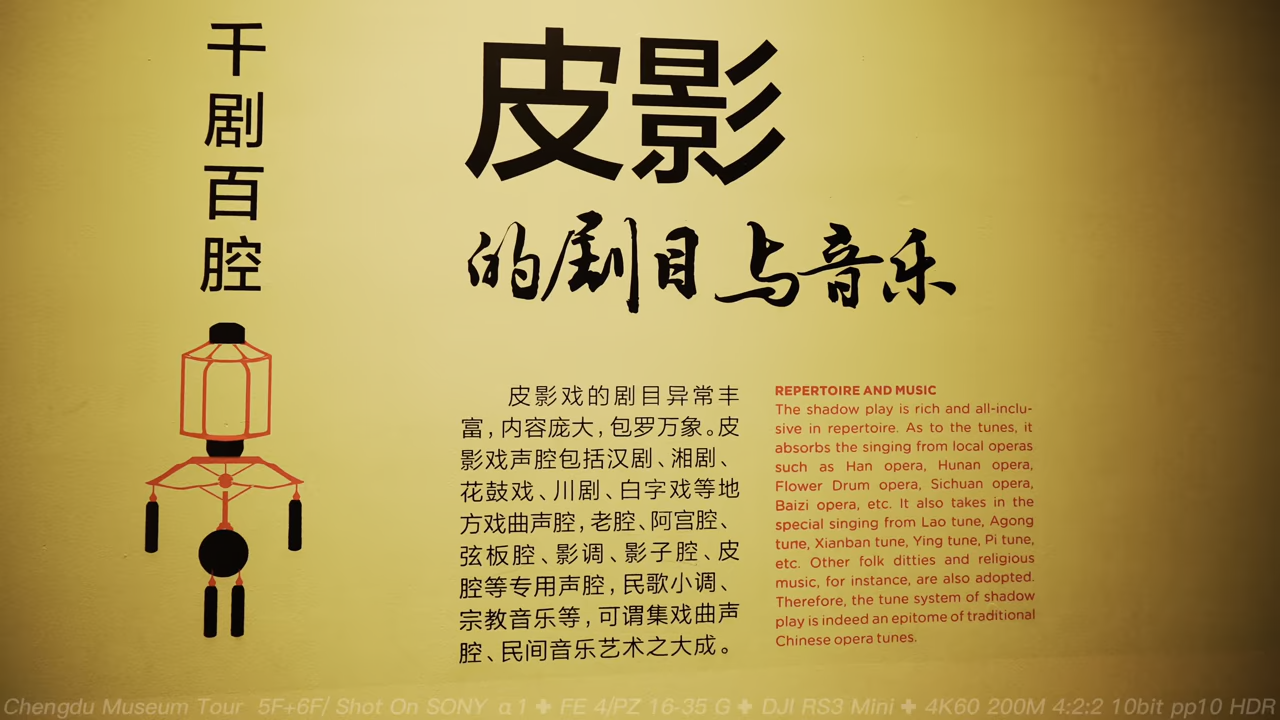 千剧百腔
皮影
的剧目与音乐
皮影戏的剧目异常丰
富，内容庞大，包罗万象。皮
影戏声腔包括汉剧、湘剧、
花鼓戏、川剧、白字戏等地
方戏曲声腔，老腔、阿宫腔、
弦板腔、影调、影子腔、皮
腔等专用声腔，民歌小调、
宗教音乐等，可谓集戏曲声
腔、民间音乐艺术之大成。
REPERTOIRE AND MUSIC
The shadow play is rich and all-inclu-
sive in repertoire. As to the tunes, it
absorbs the singing from local operas
such as Han opera, Hunan opera,
Flower Drum opera, Sichuan opera,
Baizi opera, etc. It also takes in the
special singing from Lao tune, Agong
tune, Xianban tune, Ying tune, Pi tune,
etc. Other folk ditties and religious
music, for instance, are also adopted.
Therefore, the tune system of shadow
play is indeed an epitome of traditional
Chinese opera tunes.
Chengdu Museum Tour 5F+6F/ Shot On SONY α1 ✚ FE 4/PZ 16-35 G ✚ DJI RS3 Mini ✚ 4K60 200M 4:2:2 10bit pp10 HDR